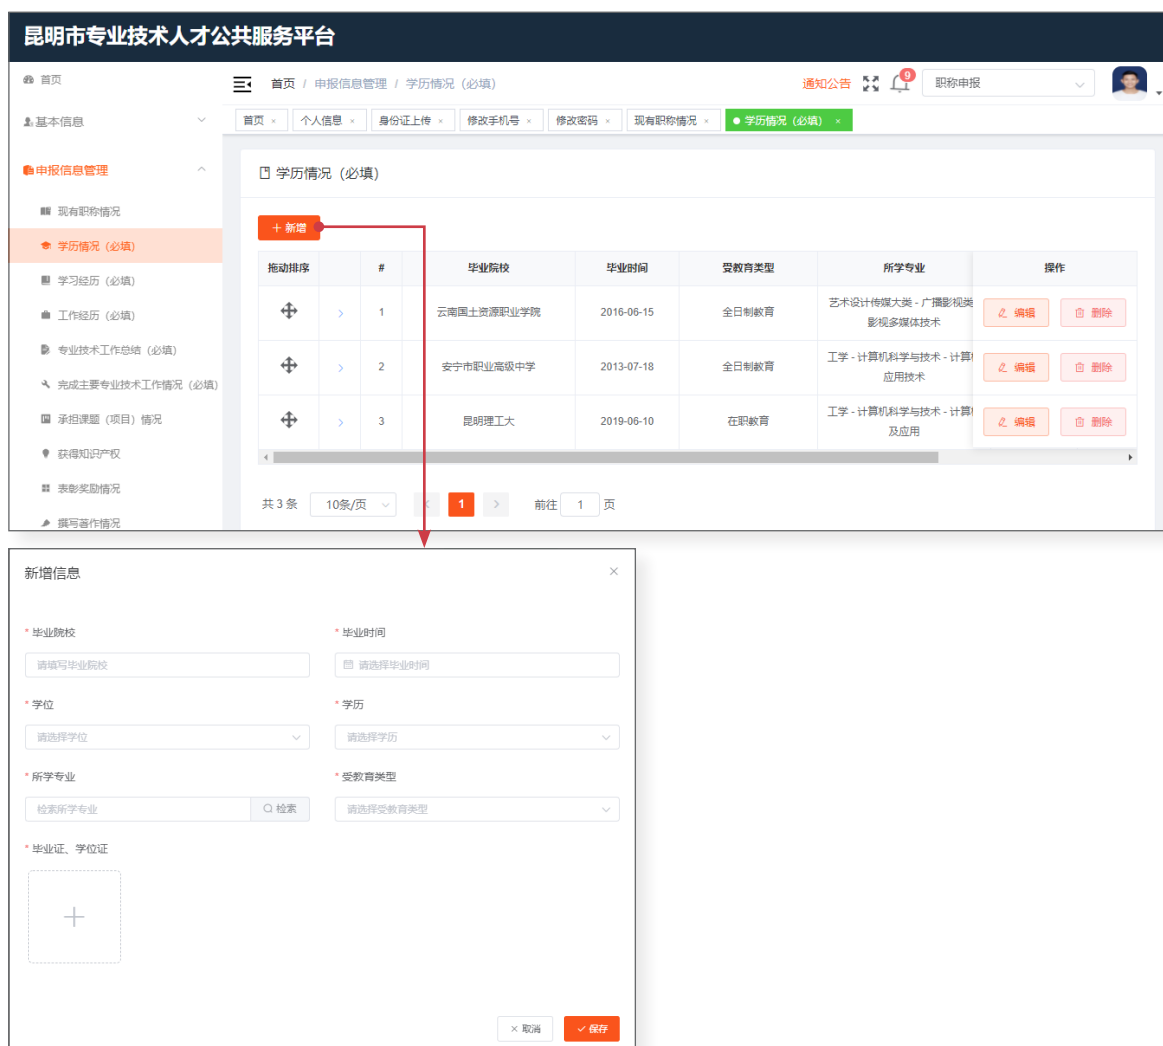 昆明市专业技术人才公共服务平台
首页
首页 / 申报信息管理 / 学历情况（必填）
通知公告
9
职称申报
基本信息
首页 ×
个人信息 ×
身份证上传 ×
修改手机号 ×
修改密码 ×
现有职称情况 ×
学历情况（必填） ×
申报信息管理
现有职称情况
学历情况（必填）
学习经历（必填）
工作经历（必填）
专业技术工作总结（必填）
完成主要专业技术工作情况（必填）
承担课题（项目）情况
获得知识产权
表彰奖励情况
撰写著作情况
学历情况（必填）
+ 新增
拖动排序 # 毕业院校 毕业时间 受教育类型 所学专业 操作
1 云南国土资源职业学院 2016-06-15 全日制教育 艺术设计传媒大类 - 广播影视类 编辑 删除
影视多媒体技术
2 安宁市职业高级中学 2013-07-18 全日制教育 工学 - 计算机科学与技术 - 计算 编辑 删除
应用技术
3 昆明理工大 2019-06-10 在职教育 工学 - 计算机科学与技术 - 计算 编辑 删除
及应用
共 3 条 10条/页 < 1 > 前往 1 页
新增信息 ×
* 毕业院校 * 毕业时间
请填写毕业院校 请选择毕业时间
* 学位 * 学历
请选择学位 请选择学历
* 所学专业 * 受教育类型
检索所学专业 检索 请选择受教育类型
* 毕业证、学位证
+
× 取消 保存